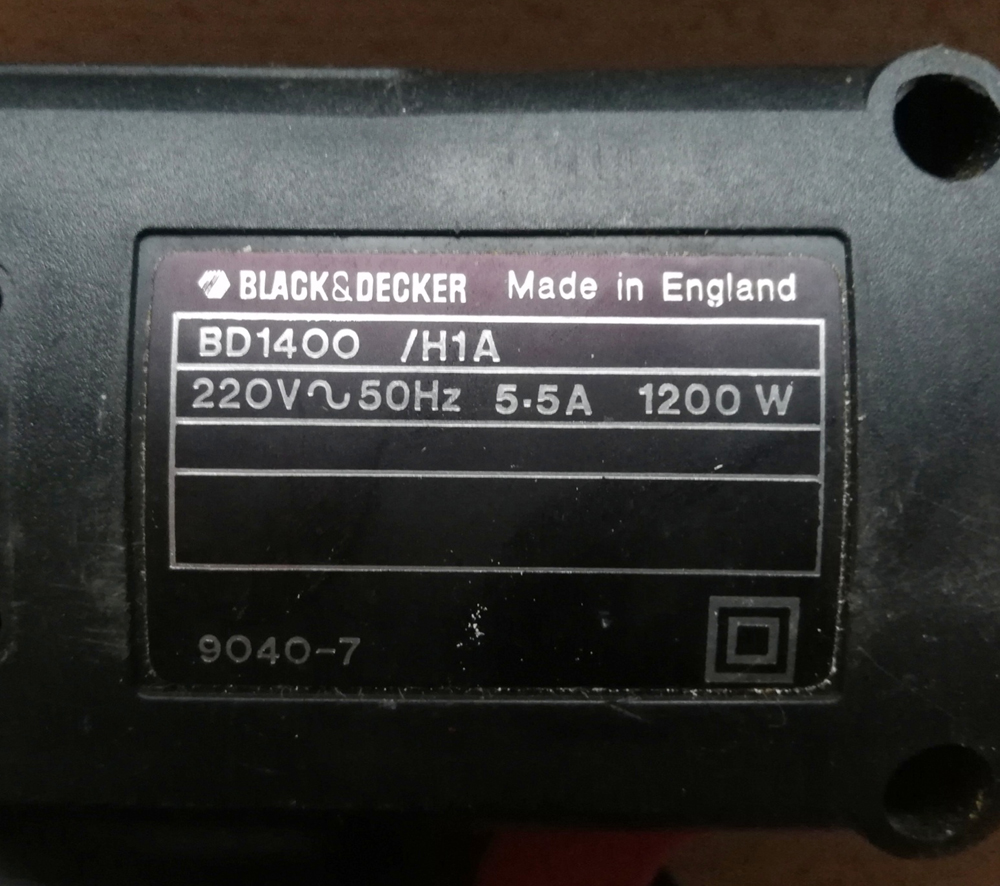 BLACK&DECKER Made in England
BD1400 /H1A
220V∿50Hz 5·5A 1200 W
9040-7